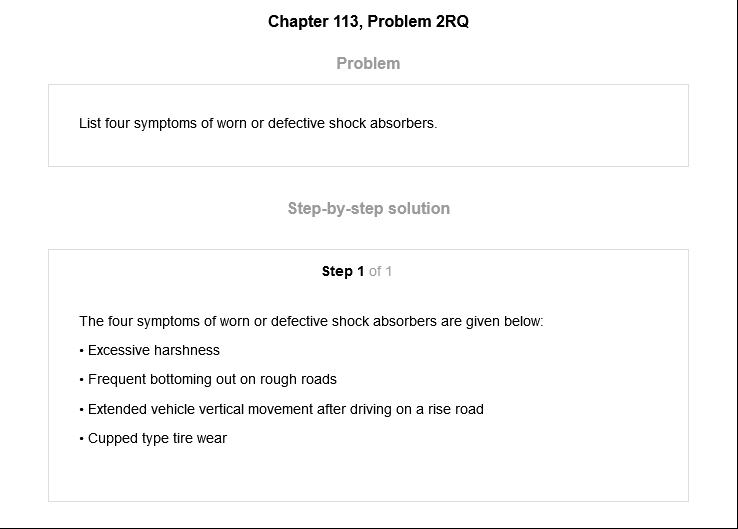 Chapter 113, Problem 2RQ
Problem
List four symptoms of worn or defective shock absorbers.
Step-by-step solution
Step 1 of 1
The four symptoms of worn or defective shock absorbers are given below:
• Excessive harshness
• Frequent bottoming out on rough roads
• Extended vehicle vertical movement after driving on a rise road
• Cupped type tire wear